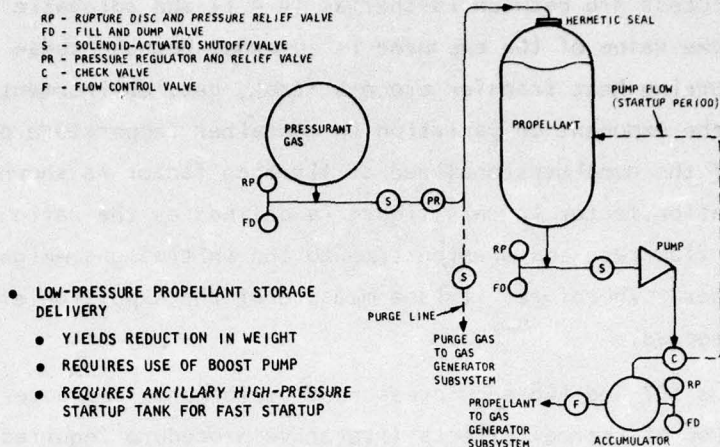 RP - RUPTURE DISC AND PRESSURE RELIEF VALVE
FD - FILL AND DUMP VALVE
S - SOLENOID-ACTUATED SHUTOFF/VALVE
PR - PRESSURE REGULATOR AND RELIEF VALVE
C - CHECK VALVE
F - FLOW CONTROL VALVE
HERMETIC SEAL
PRESSURANT
GAS
PROPELLANT
PUMP FLOW
(STARTUP PERIOD)
RP
FD
S
PR
RP
FD
S
PUMP
S
PURGE LINE
PURGE GAS
TO GAS
GENERATOR
SUBSYSTEM
C
RP
FD
F
PROPELLANT
TO GAS
GENERATOR
SUBSYSTEM
ACCUMULATOR
• LOW-PRESSURE PROPELLANT STORAGE
DELIVERY
• YIELDS REDUCTION IN WEIGHT
• REQUIRES USE OF BOOST PUMP
• REQUIRES ANCILLARY HIGH-PRESSURE
STARTUP TANK FOR FAST STARTUP